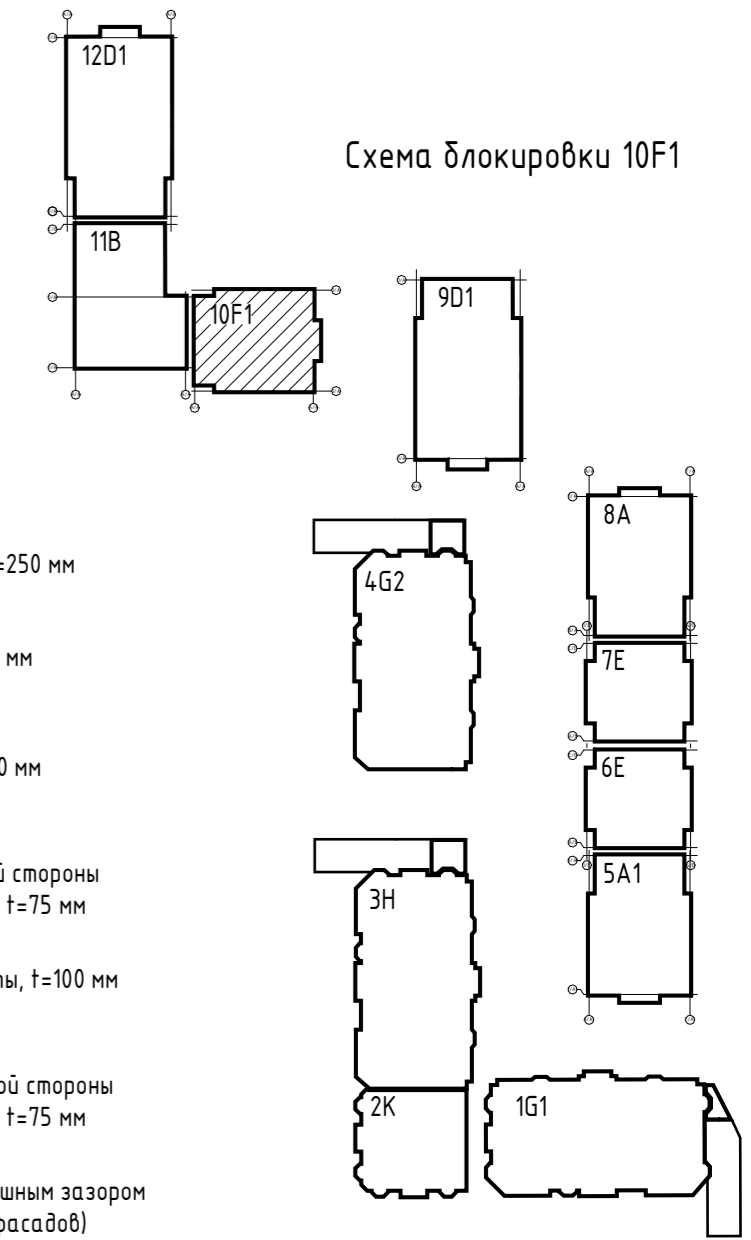 12D1
Схема блокировки 10F1
11B
10F1
9D1
8A
=250 мм
4G2
7E
мм
0 мм
6E
й стороны
t=75 мм
5A1
3H
ты, t=100 мм
ой стороны
t=75 мм
2K
1G1
шным зазором
фасадов)